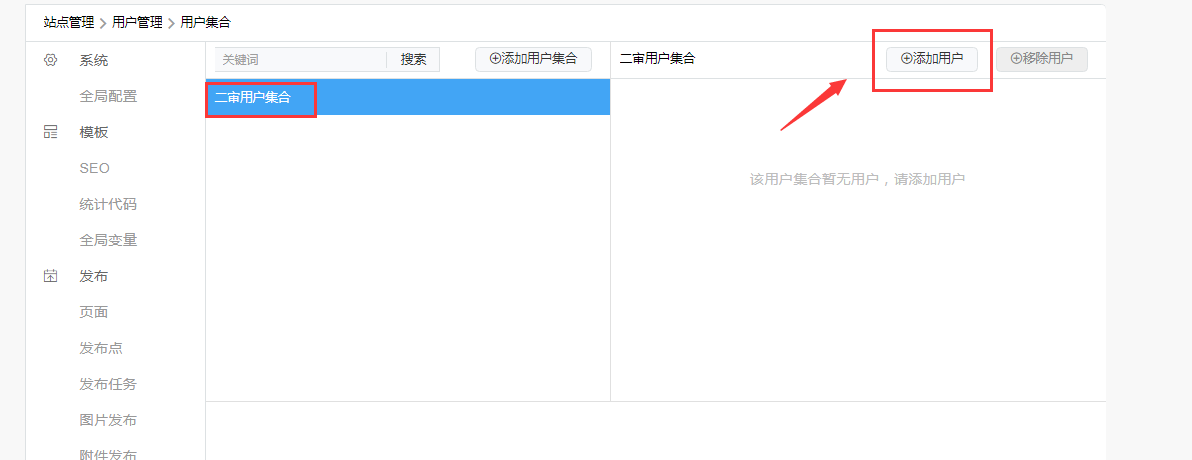 站点管理 > 用户管理 > 用户集合
系统
全局配置
模板
SEO
统计代码
全局变量
发布
页面
发布点
发布任务
图片发布
附件发布
关键词 搜索 添加用户集合
二审用户集合
二审用户集合 添加用户 移除用户
该用户集合暂无用户，请添加用户